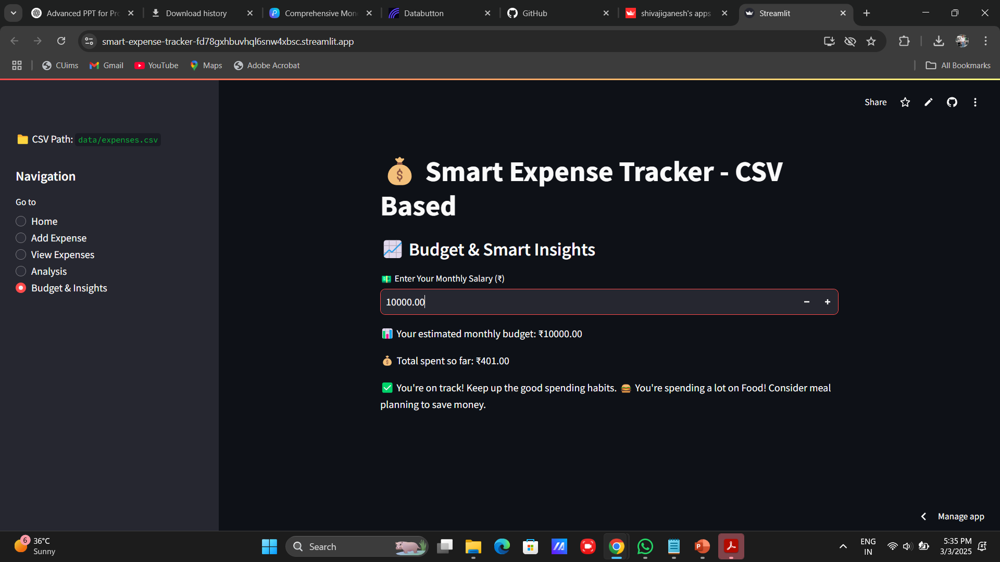 Advanced PPT for Pr
Download history
Comprehensive Mon
Databutton
GitHub
shivajiganesh's apps
Streamlit
smart-expense-tracker-fd78gxhbuvhql6snw4xbsc.streamlit.app
CUims
Gmail
YouTube
Maps
Adobe Acrobat
All Bookmarks
Share
CSV Path: data/expenses.csv
Navigation
Go to
Home
Add Expense
View Expenses
Analysis
Budget & Insights
Smart Expense Tracker - CSV
Based
Budget & Smart Insights
Enter Your Monthly Salary (₹)
10000.00
Your estimated monthly budget: ₹10000.00
Total spent so far: ₹401.00
You're on track! Keep up the good spending habits. 🍔 You're spending a lot on Food! Consider meal
planning to save money.
Manage app
6
36°C
Sunny
Search
ENG
IN
5:35 PM
3/3/2025